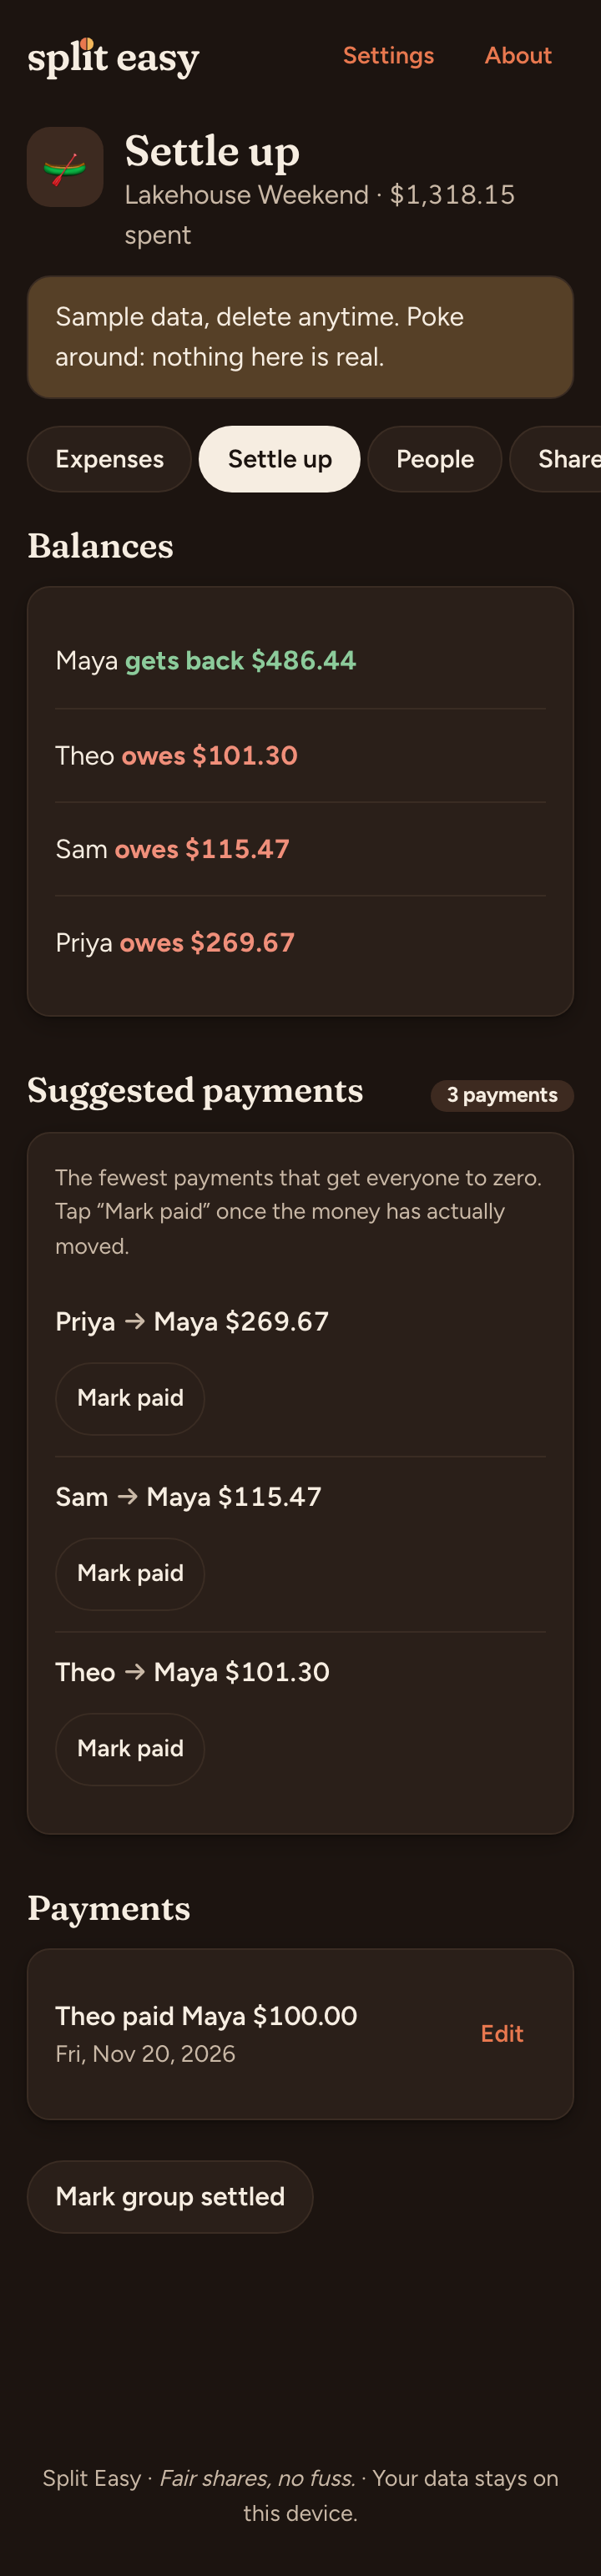 split easy
Settings
About
Settle up
Lakehouse Weekend · $1,318.15
spent
Sample data, delete anytime. Poke
around: nothing here is real.
Expenses
Settle up
People
Share
Balances
Maya gets back $486.44
Theo owes $101.30
Sam owes $115.47
Priya owes $269.67
Suggested payments
3 payments
The fewest payments that get everyone to zero.
Tap “Mark paid” once the money has actually
moved.
Priya → Maya $269.67
Mark paid
Sam → Maya $115.47
Mark paid
Theo → Maya $101.30
Mark paid
Payments
Theo paid Maya $100.00
Fri, Nov 20, 2026
Edit
Mark group settled
Split Easy · Fair shares, no fuss. · Your data stays on
this device.